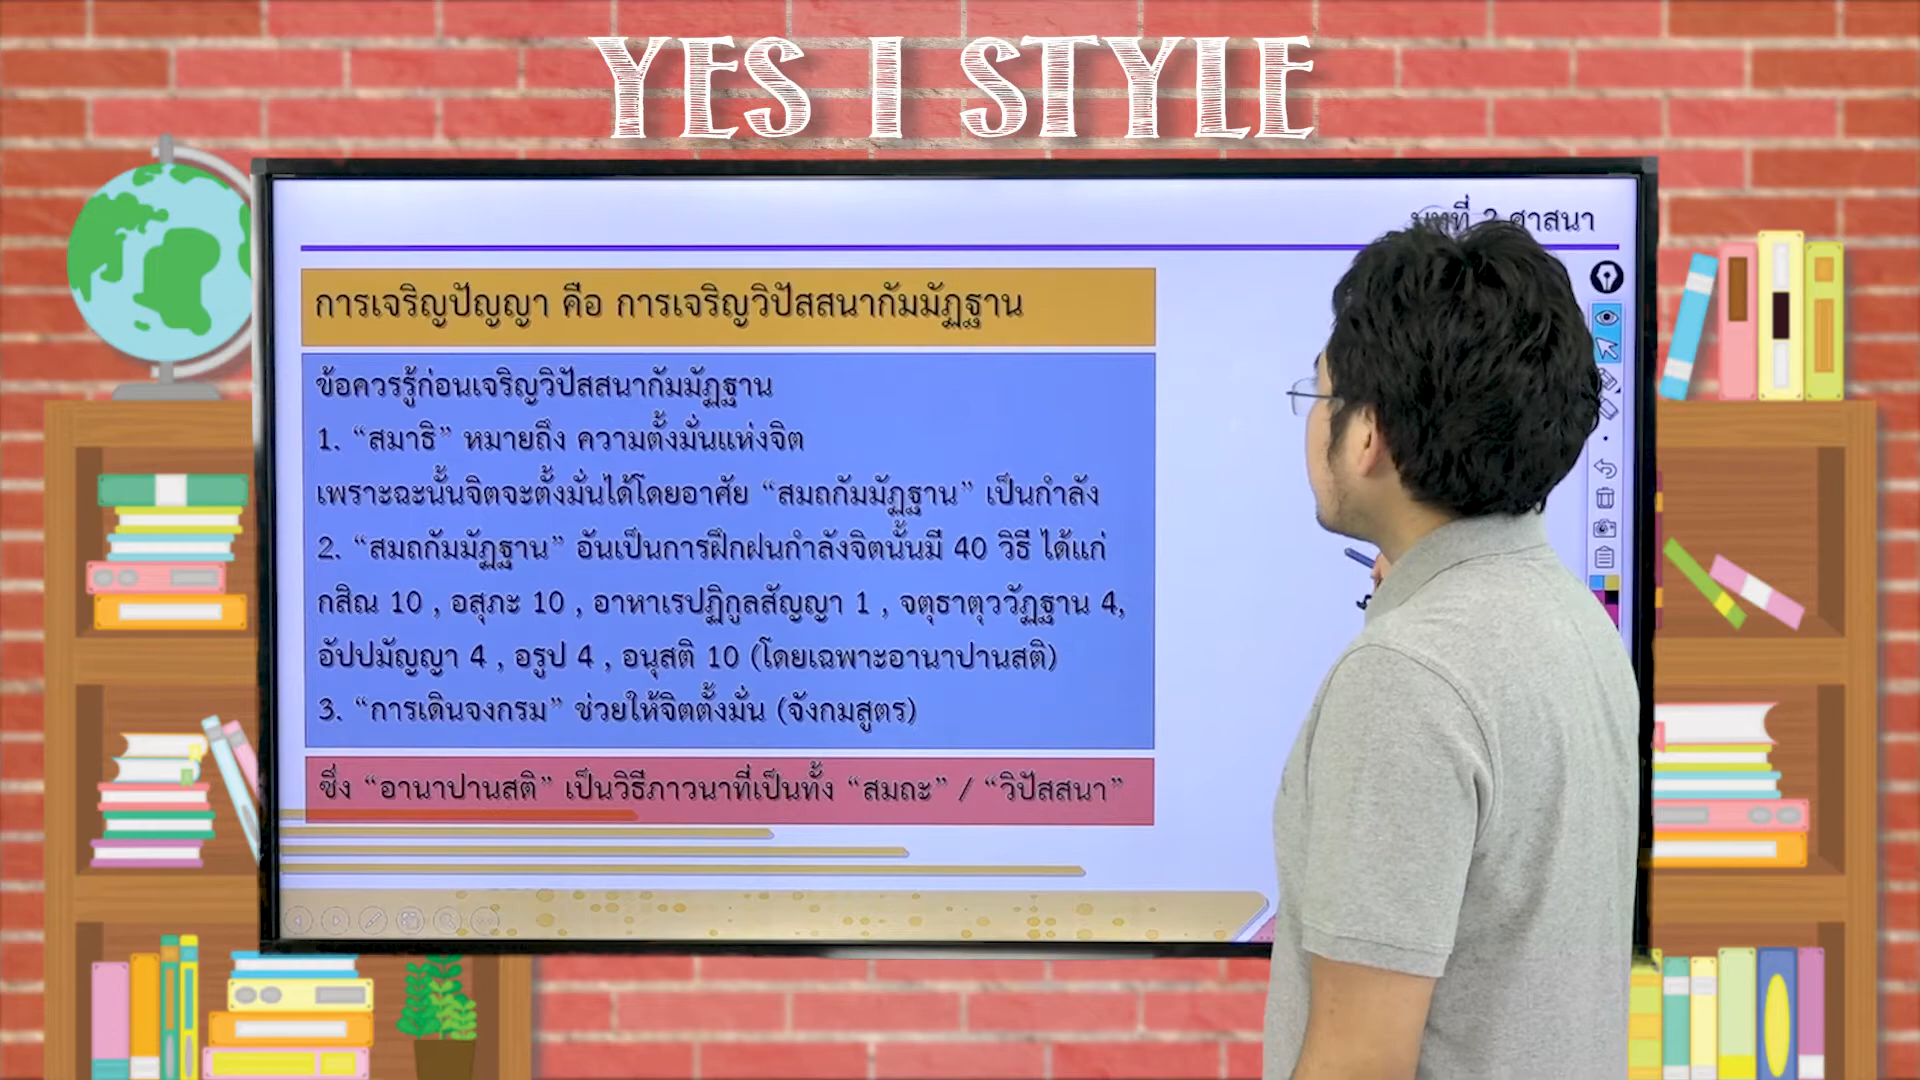 YES I STYLE
บทที่ 2 ศาสนา
การเจริญปัญญา คือ การเจริญวิปัสสนากัมมัฏฐาน
ข้อควรรู้ก่อนเจริญวิปัสสนากัมมัฏฐาน
1. “สมาธิ” หมายถึง ความตั้งมั่นแห่งจิต
เพราะฉะนั้นจิตจะตั้งมั่นได้โดยอาศัย “สมถกัมมัฏฐาน” เป็นกำลัง
2. “สมถกัมมัฏฐาน” อันเป็นการฝึกฝนกำลังจิตนั้นมี 40 วิธี ได้แก่
กสิณ 10 , อสุภะ 10 , อาหาเรปฏิกูลสัญญา 1 , จตุธาตุววัฏฐาน 4,
อัปปมัญญา 4 , อรูป 4 , อนุสติ 10 (โดยเฉพาะอานาปานสติ)
3. “การเดินจงกรม” ช่วยให้จิตตั้งมั่น (จังกมสูตร)
ซึ่ง “อานาปานสติ” เป็นวิธีภาวนาที่เป็นทั้ง “สมถะ” / “วิปัสสนา”